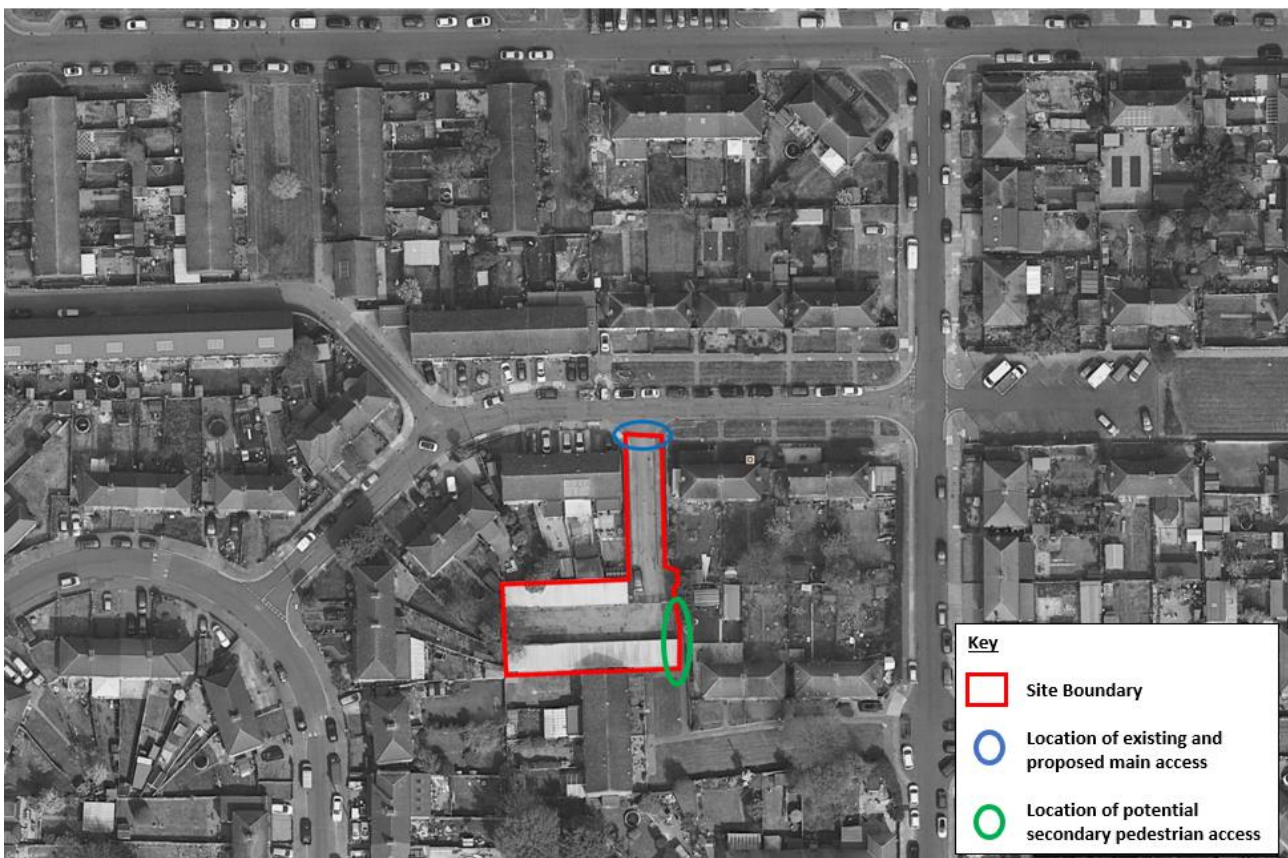 Key
Site Boundary
Location of existing and
proposed main access
Location of potential
secondary pedestrian access